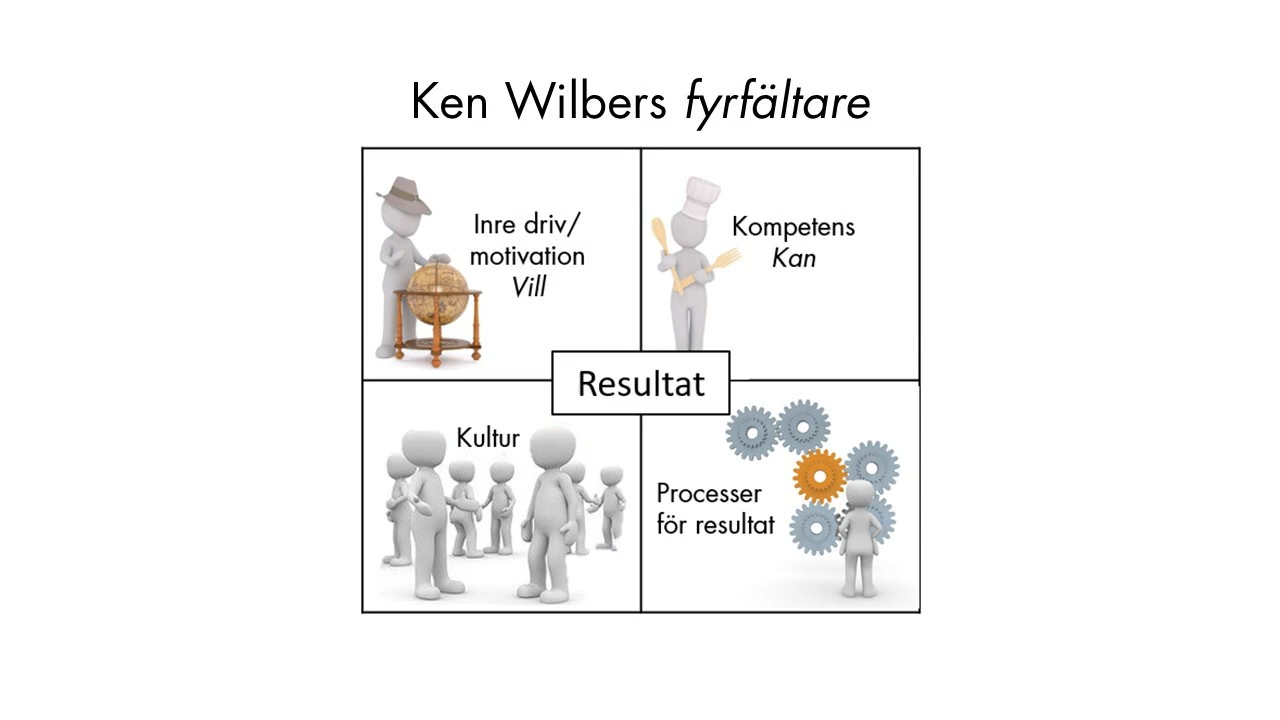 Ken Wilbers fyrfältare
Inre driv/
motivation
Vill
Kompetens
Kan
Resultat
Kultur
Processer
för resultat